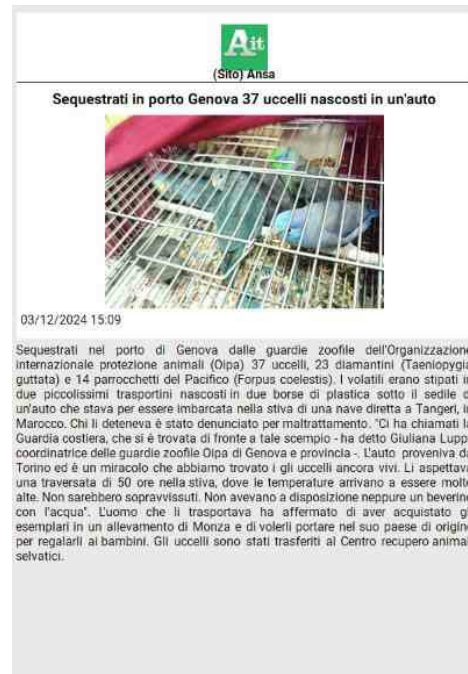 Ait
(Sito) Ansa
Sequestrati in porto Genova 37 uccelli nascosti in un'auto
03/12/2024 15:09
Sequestrati nel porto di Genova dalle guardie zoofile dell'Organizzazione
internazionale protezione animali (Oipa) 37 uccelli, 23 diamantini (Taeniopygia
guttata) e 14 parrocchetti del Pacifico (Forpus coelestis). I volatili erano stipati
due piccolissimi trasportini nascosti in due borse di plastica sotto il sedile
un'auto che stava per essere imbarcata nella stiva di una nave diretta a Tangeri,
Marocco. Chi li deteneva è stato denunciato per maltrattamento. "Ci ha chiamati
Guardia costiera, che si è trovata di fronte a tale scempio - ha detto Giuliana
coordinatrice delle guardie zoofile Oipa di Genova e provincia -. L'auto proveniva
Torino ed è un miracolo che abbiamo trovato i gli uccelli ancora vivi. Li aspettava
una traversata di 50 ore nella stiva, dove le temperature arrivano a essere molto
alte. Non sarebbero sopravvissuti. Non avevano a disposizione neppure un beverino
con l'acqua". L'uomo che li trasportava ha affermato di aver acquistato
esemplari in un allevamento di Monza e di volerli portare nel suo paese di origine
per regalarli ai bambini. Gli uccelli sono stati trasferiti al Centro recupero
selvatici.